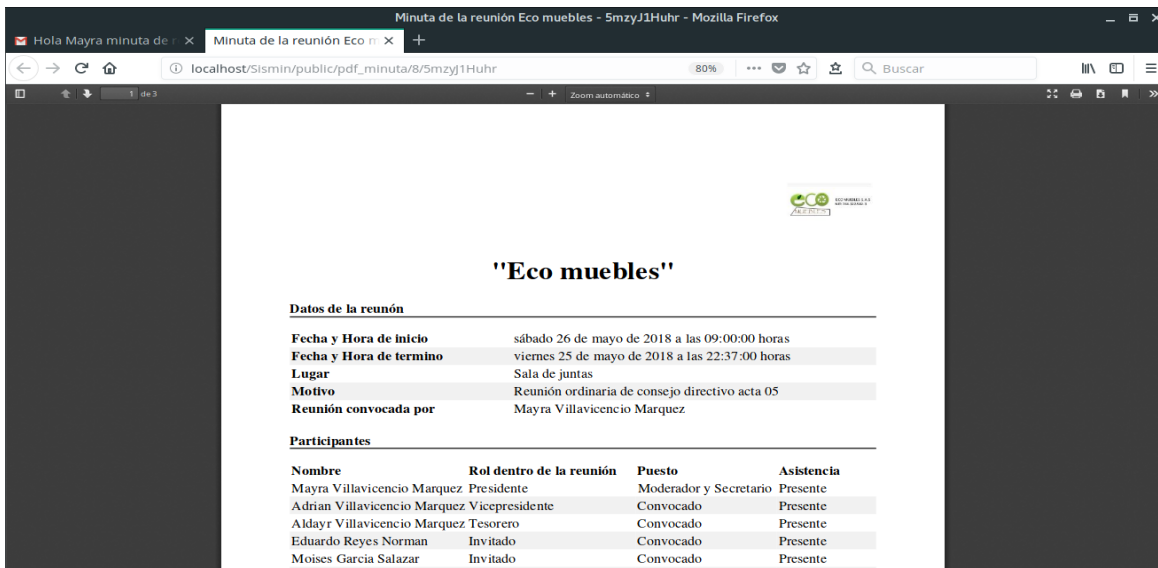 Minuta de la reunión Eco muebles - 5mzyJ1Huhr - Mozilla Firefox
Hola Mayra minuta de r
Minuta de la reunión Eco m
localhost/Sismin/public/pdf_minuta/8/5mzyJ1Huhr
80%
Buscar
1 de 3
Zoom automático
eco
"Eco muebles"
Datos de la reunón
Fecha y Hora de inicio sábado 26 de mayo de 2018 a las 09:00:00 horas
Fecha y Hora de termino viernes 25 de mayo de 2018 a las 22:37:00 horas
Lugar Sala de juntas
Motivo Reunión ordinaria de consejo directivo acta 05
Reunión convocada por Mayra Villavicencio Marquez
Participantes
Nombre Rol dentro de la reunión Puesto Asistencia
Mayra Villavicencio Marquez Presidente Moderador y Secretario Presente
Adrian Villavicencio Marquez Vicepresidente Convocado Presente
Aldayr Villavicencio Marquez Tesorero Convocado Presente
Eduardo Reyes Norman Invitado Convocado Presente
Moises Garcia Salazar Invitado Convocado Presente